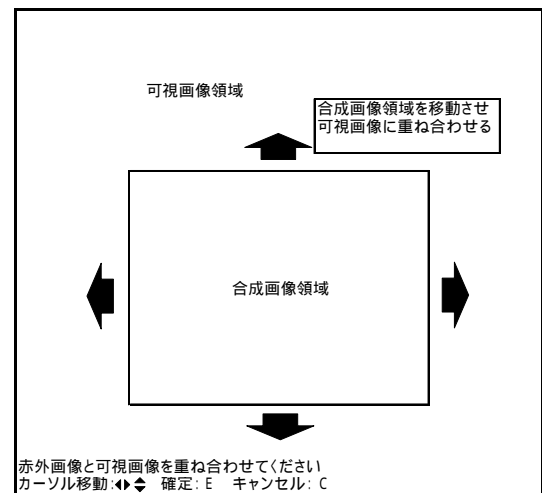 可視画像領域
合成画像領域を移動させ
可視画像に重ね合わせる
合成画像領域
赤外画像と可視画像を重ね合わせてください
カーソル移動:◀▶◆ 確定: E キャンセル: C